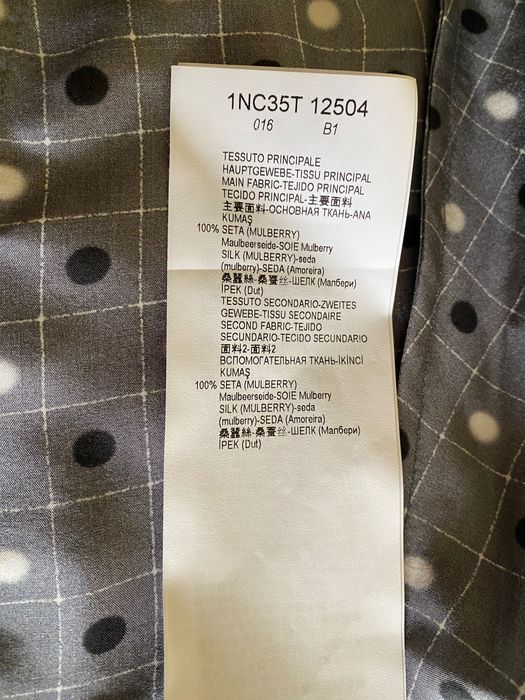 1NC35T 12504
016 B1
TESSUTO PRINCIPALE
HAUPTGEWEBE-TISSU PRINCIPAL
MAIN FABRIC-TEJIDO PRINCIPAL
TECIDO PRINCIPAL-主要面料
主要面料-ОСНОВНАЯ ТКАНЬ-ANA
KUMAŞ
100% SETA (MULBERRY)
Maulbeerseide-SOIE Mulberry
SILK (MULBERRY)-seda
(mulberry)-SEDA (Amoreira)
桑蠶絲-桑蚕丝-ШЕЛК (Малбери)
İPEK (Dut)
TESSUTO SECONDARIO-ZWEITES
GEWEBE-TISSU SECONDAIRE
SECOND FABRIC-TEJIDO
SECUNDARIO-TECIDO SECUNDARIO
面料2-面料2
ВСПОМОГАТЕЛЬНАЯ ТКАНЬ-İKİNCİ
KUMAŞ
100% SETA (MULBERRY)
Maulbeerseide-SOIE Mulberry
SILK (MULBERRY)-seda
(mulberry)-SEDA (Amoreira)
桑蠶絲-桑蚕丝-ШЕЛК (Малбери)
İPEK (Dut)